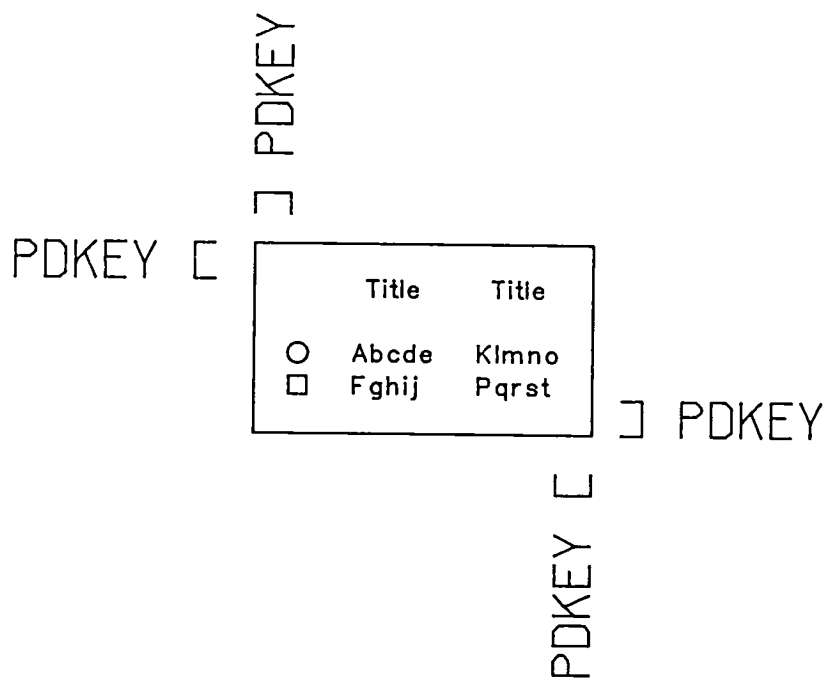 PDKEY
PDKEY
Title Title
Abcde Klmno
Fghij Pqrst
PDKEY
PDKEY